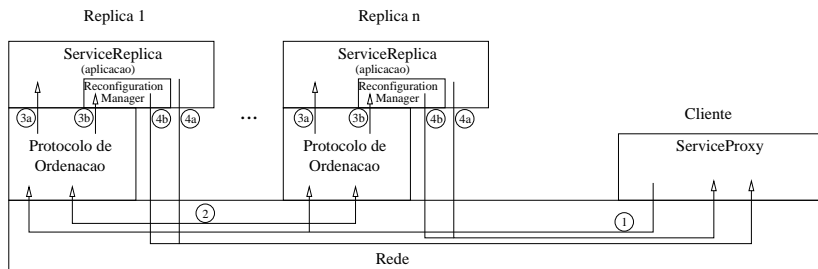 Replica 1
Replica n
ServiceReplica
(aplicacao)
Reconfiguration
Manager
3a
3b
4b
4a
Protocolo de
Ordenacao
...
ServiceReplica
(aplicacao)
Reconfiguration
Manager
3a
3b
4b
4a
Protocolo de
Ordenacao
Cliente
ServiceProxy
2
1
Rede